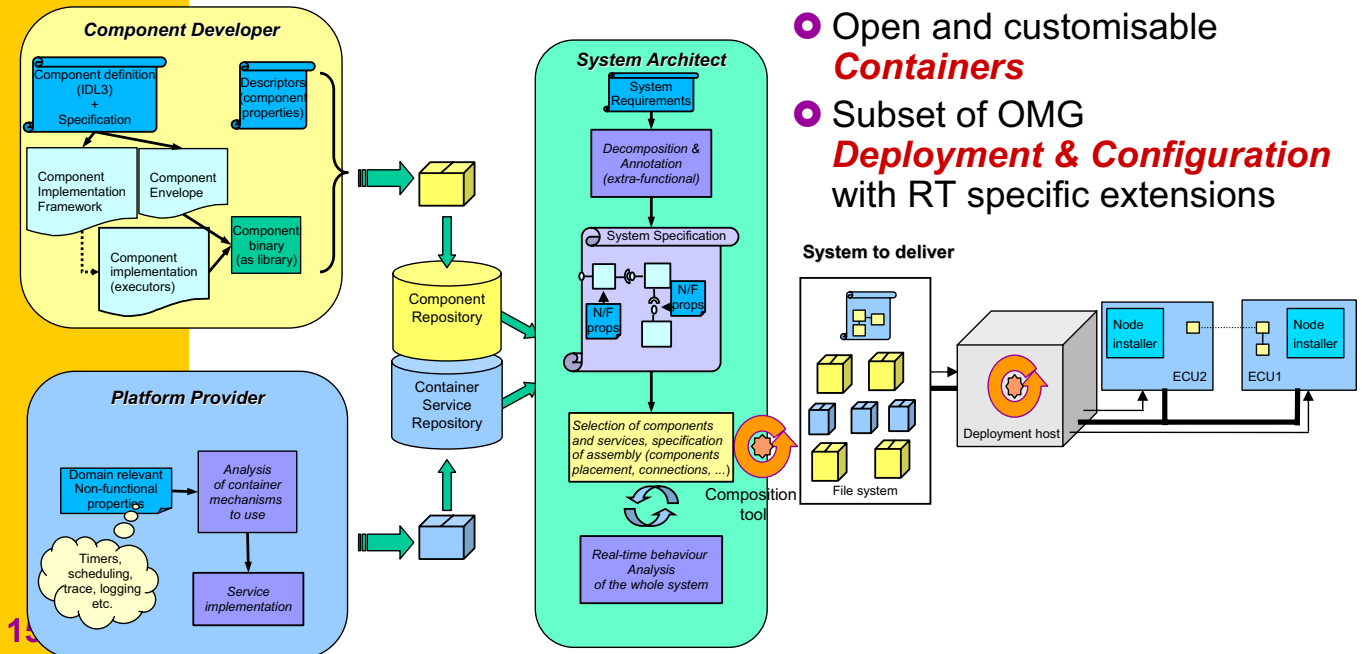 Component Developer
Component definition
(IDL3)
+
Specification
Descriptors
(component
properties)
Component
Implementation
Framework
Component
Envelope
Component
binary
(as library)
Component
implementation
(executors)
Platform Provider
Domain relevant
Non-functional
properties
Analysis
of container
mechanisms
to use
Timers,
scheduling,
trace, logging
etc.
Service
implementation
Component
Repository
Container
Service
Repository
System Architect
System
Requirements
Decomposition &
Annotation
(extra-functional)
System Specification
N/F
props
N/F
props
Selection of components
and services, specification
of assembly (components
placement, connections, ...)
Real-time behaviour
Analysis
of the whole system
Composition
tool
Open and customisable
Containers
Subset of OMG
Deployment & Configuration
with RT specific extensions
System to deliver
File system
Deployment host
Node
installer
ECU2
Node
installer
ECU1